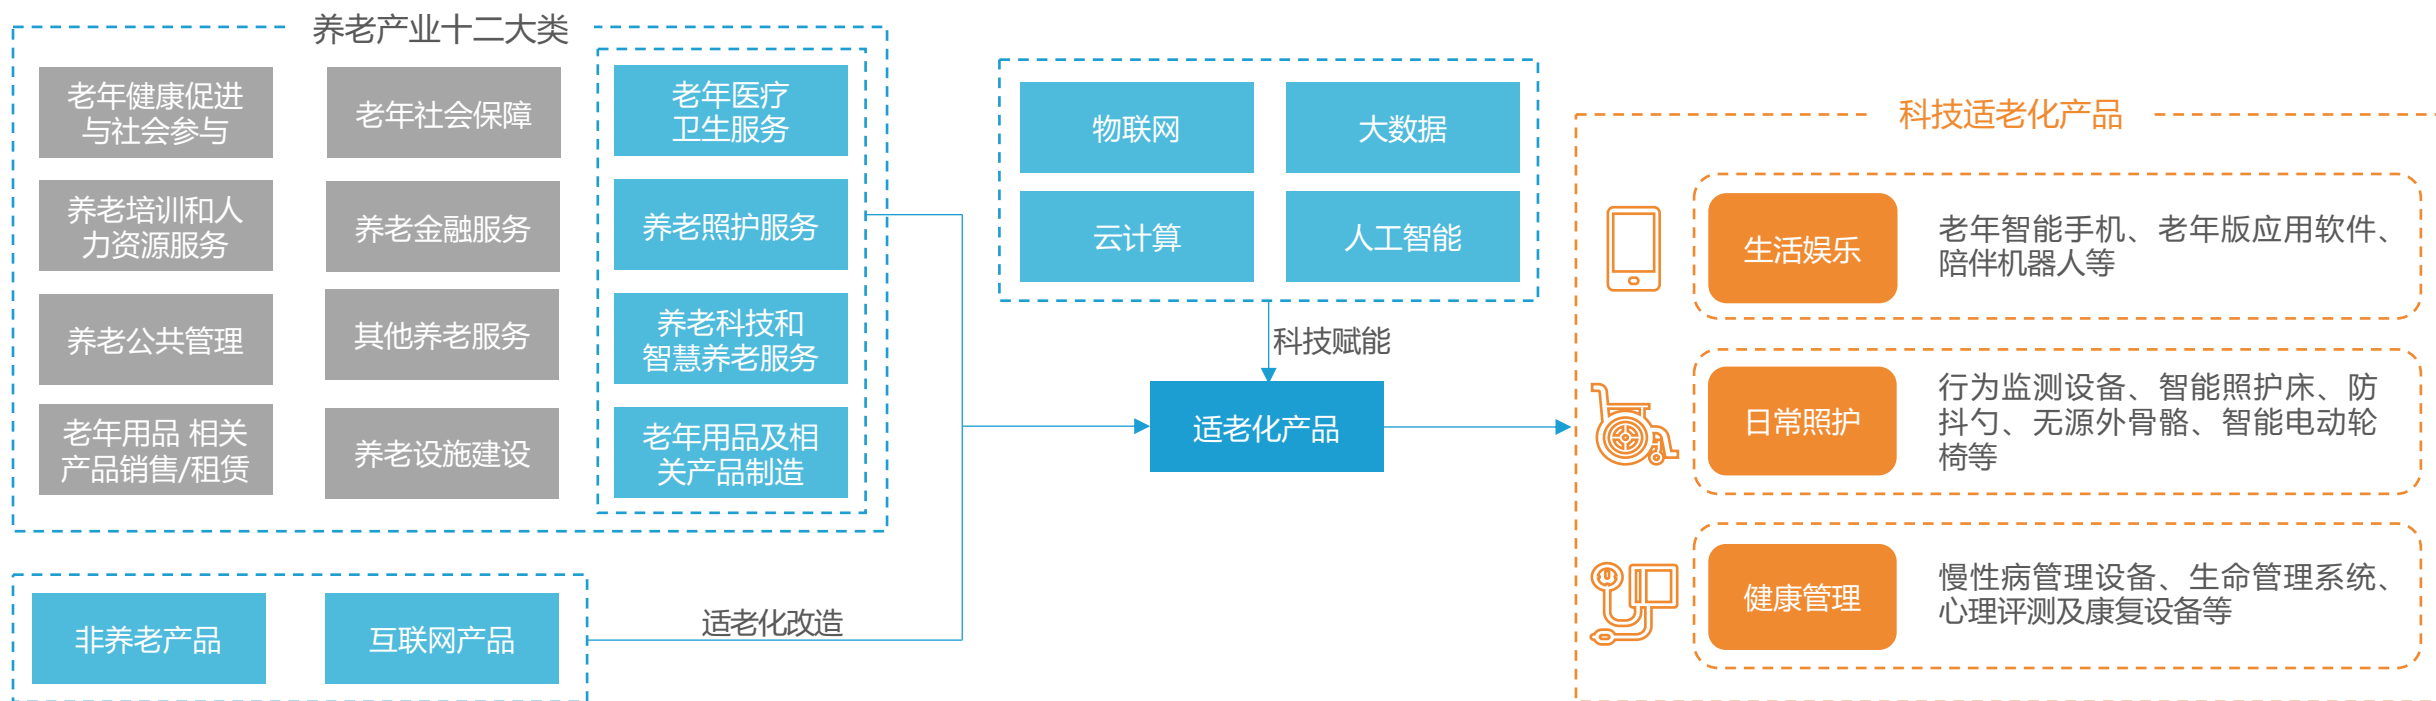 养老产业十二大类
老年健康促进
与社会参与
老年社会保障
老年医疗
卫生服务
养老培训和人
力资源服务
养老金融服务
养老照护服务
养老公共管理
其他养老服务
养老科技和
智慧养老服务
老年用品 相关
产品销售/租赁
养老设施建设
老年用品及相
关产品制造
非养老产品
互联网产品
适老化改造
物联网
大数据
云计算
人工智能
科技赋能
适老化产品
科技适老化产品
生活娱乐
老年智能手机、老年版应用软件、
陪伴机器人等
日常照护
行为监测设备、智能照护床、防
抖勺、无源外骨骼、智能电动轮
椅等
健康管理
慢性病管理设备、生命管理系统、
心理评测及康复设备等